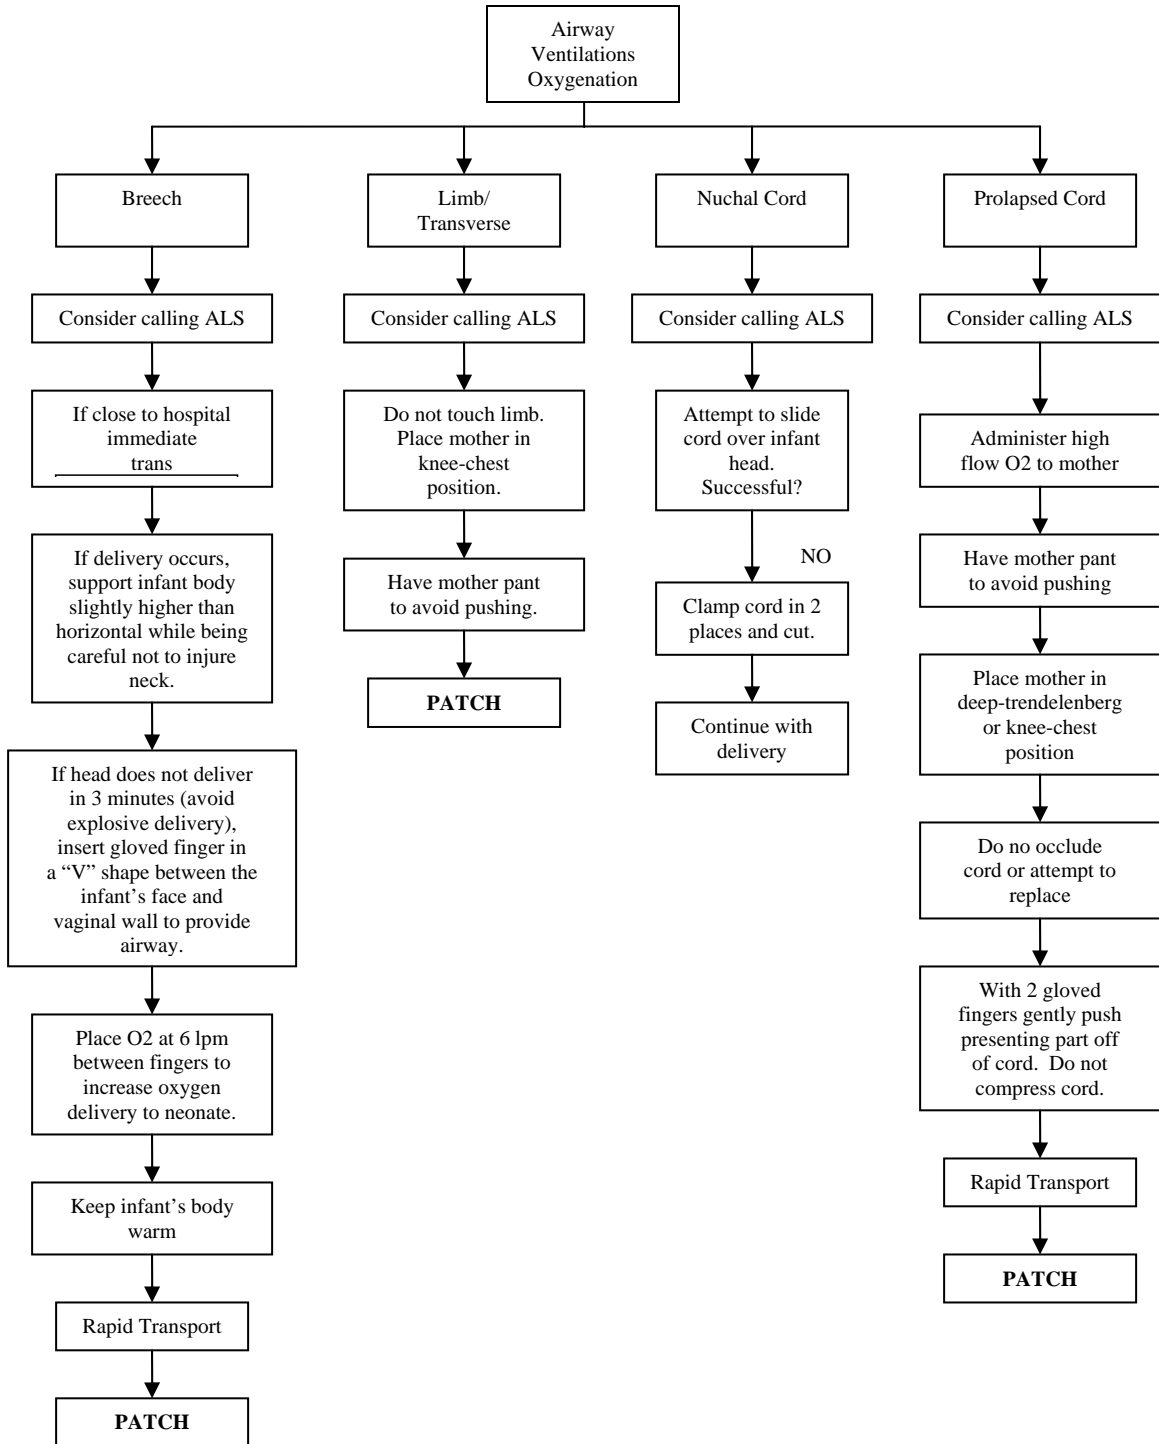 Airway
Ventilations
Oxygenation
Breech
Consider calling ALS
If close to hospital
immediate
trans
If delivery occurs,
support infant body
slightly higher than
horizontal while being
careful not to injure
neck.
If head does not deliver
in 3 minutes (avoid
explosive delivery),
insert gloved finger in
a “V” shape between the
infant’s face and
vaginal wall to provide
airway.
Place O2 at 6 lpm
between fingers to
increase oxygen
delivery to neonate.
Keep infant’s body
warm
Rapid Transport
PATCH
Limb/
Transverse
Consider calling ALS
Do not touch limb.
Place mother in
knee-chest
position.
Have mother pant
to avoid pushing.
PATCH
Nuchal Cord
Consider calling ALS
Attempt to slide
cord over infant
head.
Successful?
NO
Clamp cord in 2
places and cut.
Continue with
delivery
Prolapsed Cord
Consider calling ALS
Administer high
flow O2 to mother
Have mother pant
to avoid pushing
Place mother in
deep-trendelenberg
or knee-chest
position
Do no occlude
cord or attempt to
replace
With 2 gloved
fingers gently push
presenting part off
of cord.  Do not
compress cord.
Rapid Transport
PATCH